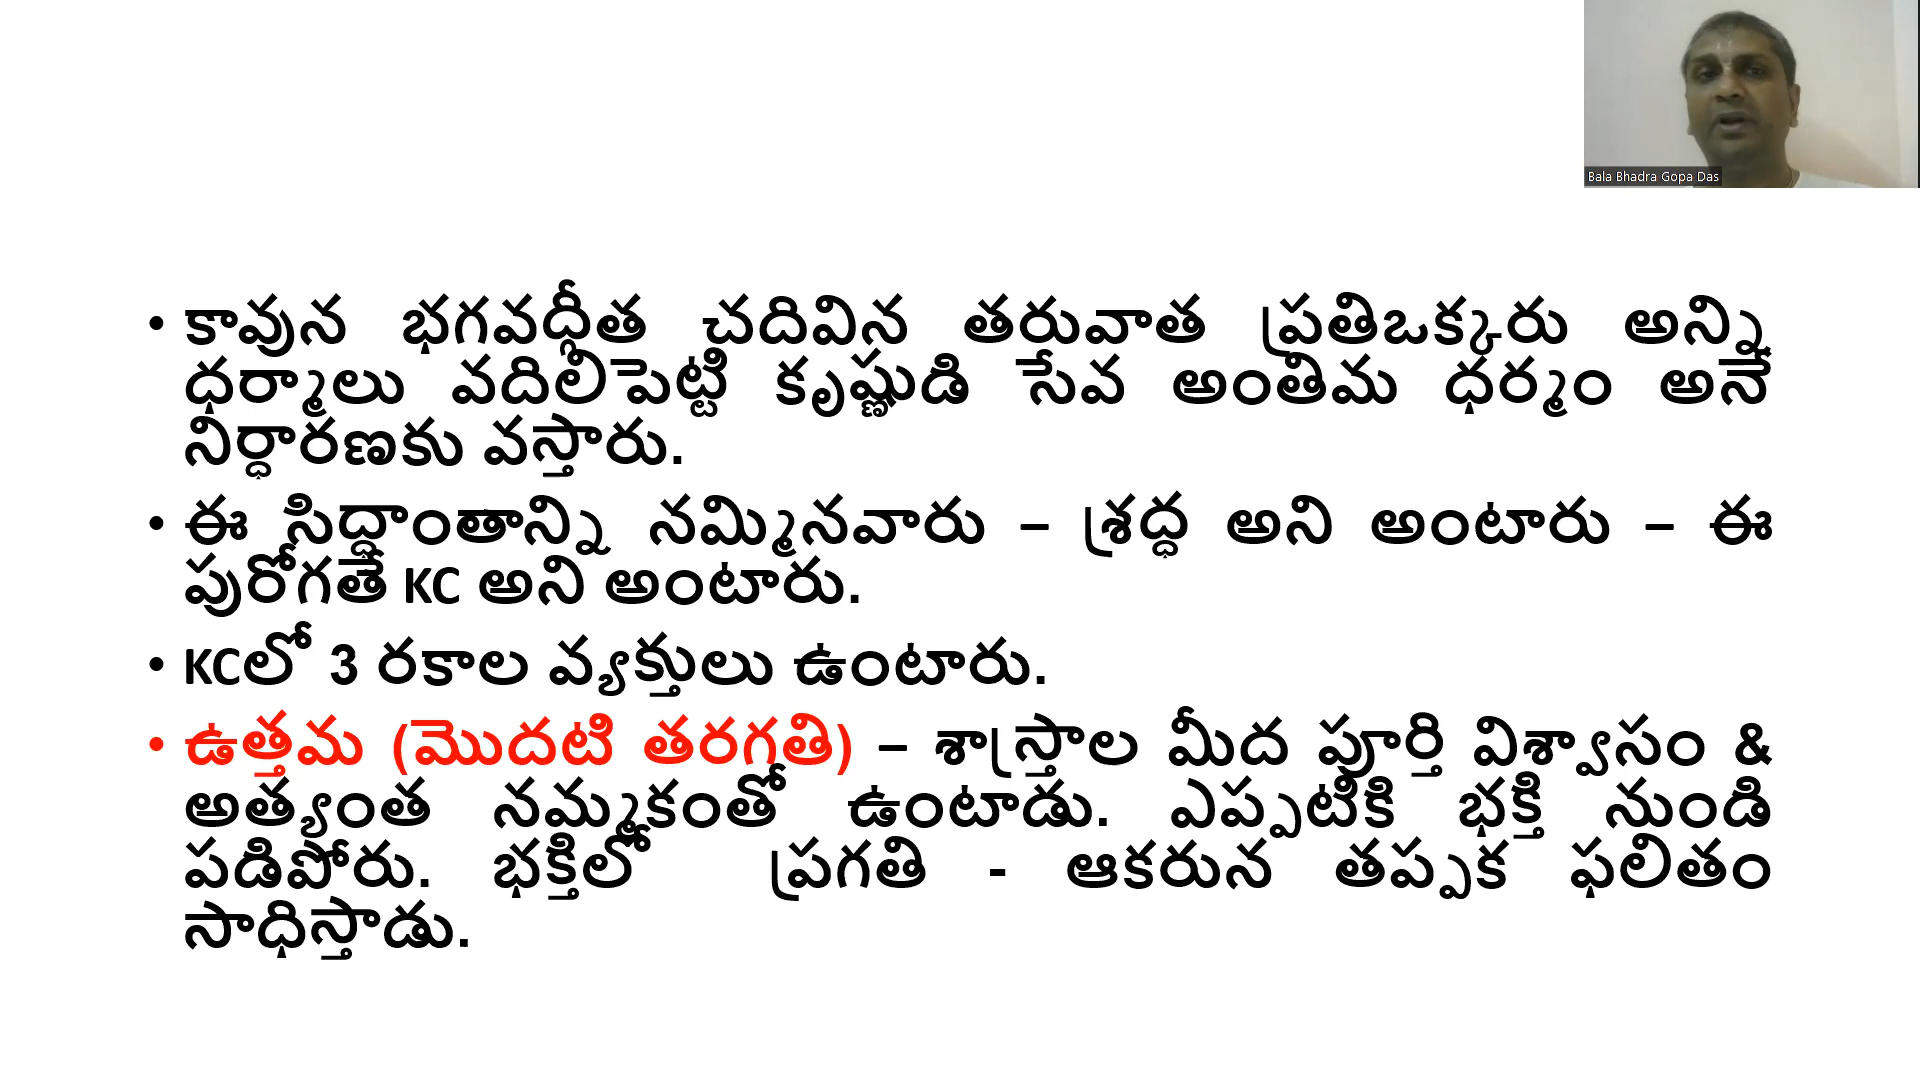 Bala Bhadra Gopa Das
• కావున భగవద్గీత చదివిన తరువాత ప్రతిఒక్కరు అన్ని
ధర్మాలు వదిలిపెట్టి కృష్ణుడి సేవ అంతిమ ధర్మం అనే
నిర్ధారణకు వస్తారు.
• ఈ సిద్ధాంతాన్ని నమ్మినవారు – శ్రద్ధ అని అంటారు – ఈ
పురోగతే KC అని అంటారు.
• KCలో 3 రకాల వ్యక్తులు ఉంటారు.
• ఉత్తమ (మొదటి తరగతి) – శాస్త్రాల మీద పూర్తి విశ్వాసం &
అత్యంత నమ్మకంతో ఉంటాడు. ఎప్పటికి భక్తి నుండి
పడిపోరు. భక్తిలో ప్రగతి - ఆకరున తప్పక ఫలితం
సాధిస్తాడు.